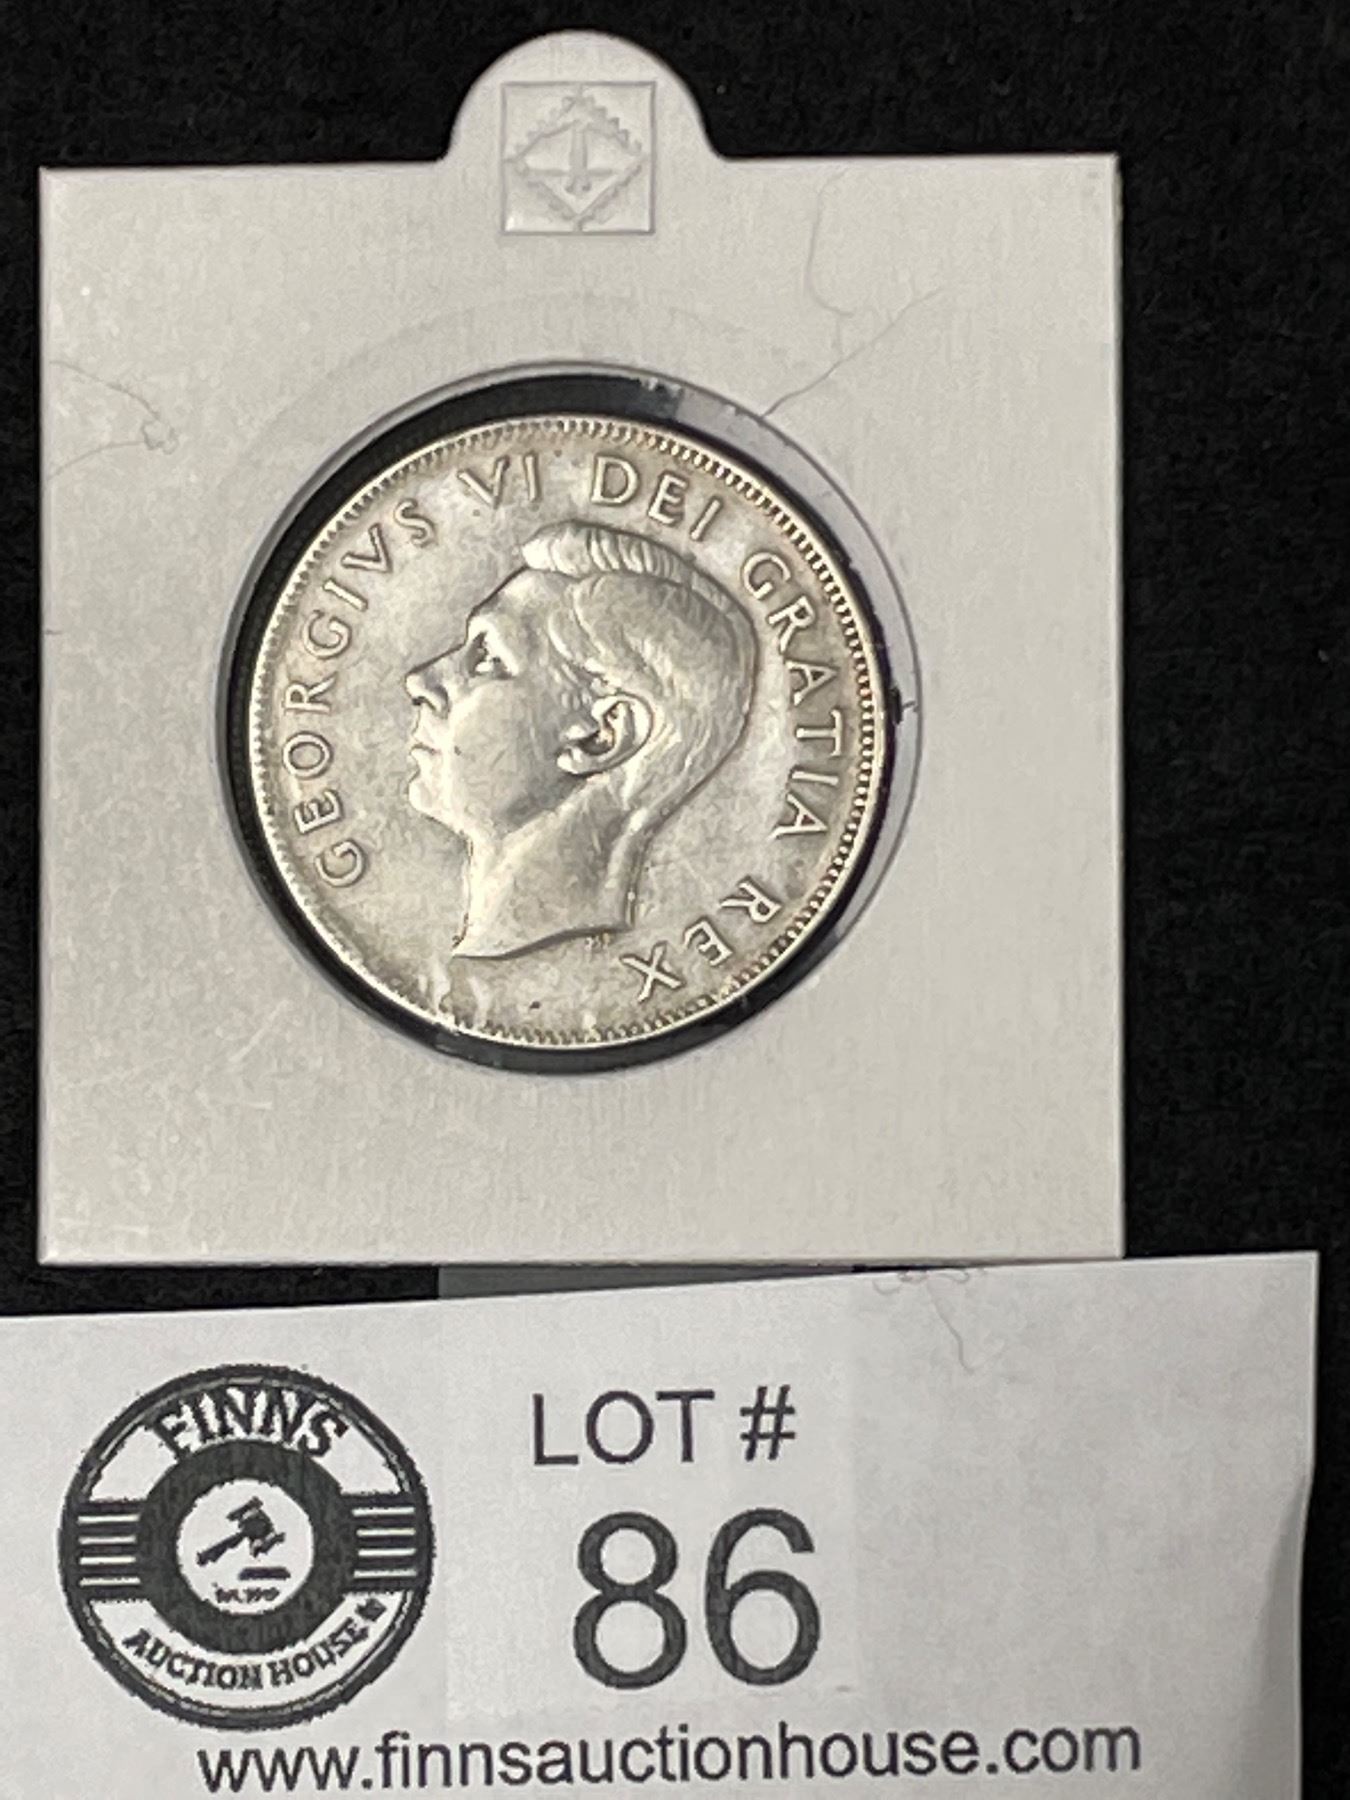 GEORGIVS VI DEI GRATIA REX
LOT #
FINNS
86
AUCTION HOUSE
www.finnsauctionhouse.com